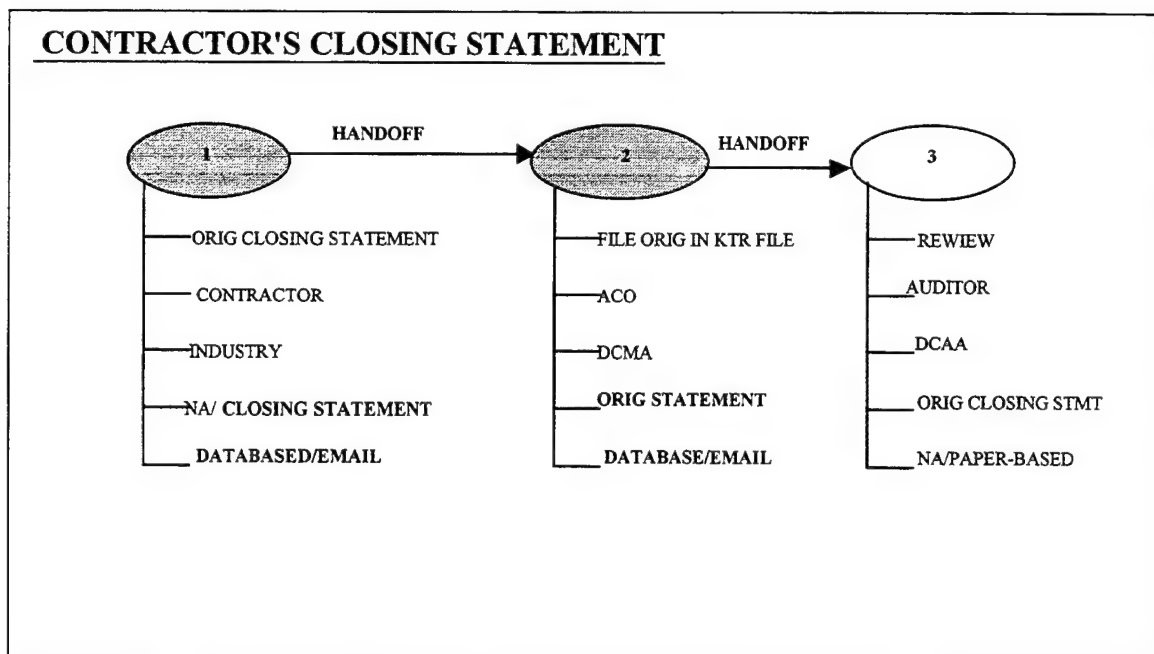 CONTRACTOR'S CLOSING STATEMENT
1
HANDOFF
2
HANDOFF
3
ORIG CLOSING STATEMENT
CONTRACTOR
INDUSTRY
NA/ CLOSING STATEMENT
DATABASED/EMAIL
FILE ORIG IN KTR FILE
ACO
DCMA
ORIG STATEMENT
DATABASE/EMAIL
REWIEW
AUDITOR
DCAA
ORIG CLOSING STMT
NA/PAPER-BASED